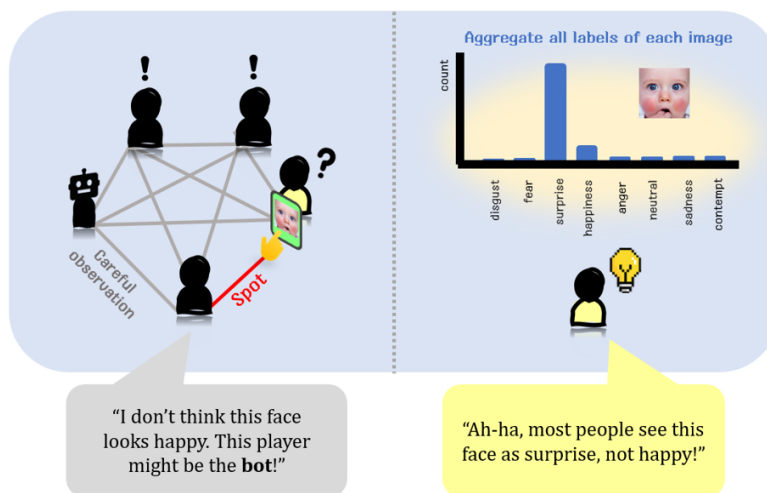 !
!
?
Careful
observation
Spot
“I don’t think this face
looks happy. This player
might be the bot!”
Aggregate all labels of each image
count
disgust
fear
surprise
happiness
anger
neutral
sadness
contempt
“Ah-ha, most people see this
face as surprise, not happy!”